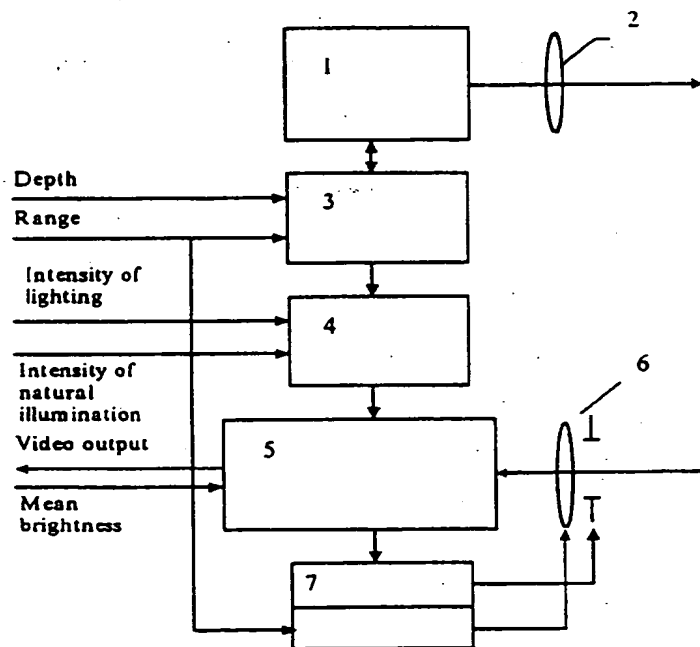 2
1
Depth
3
Range
Intensity of
lighting
4
Intensity of
natural
illumination
6
Video output
5
Mean
brightness
7